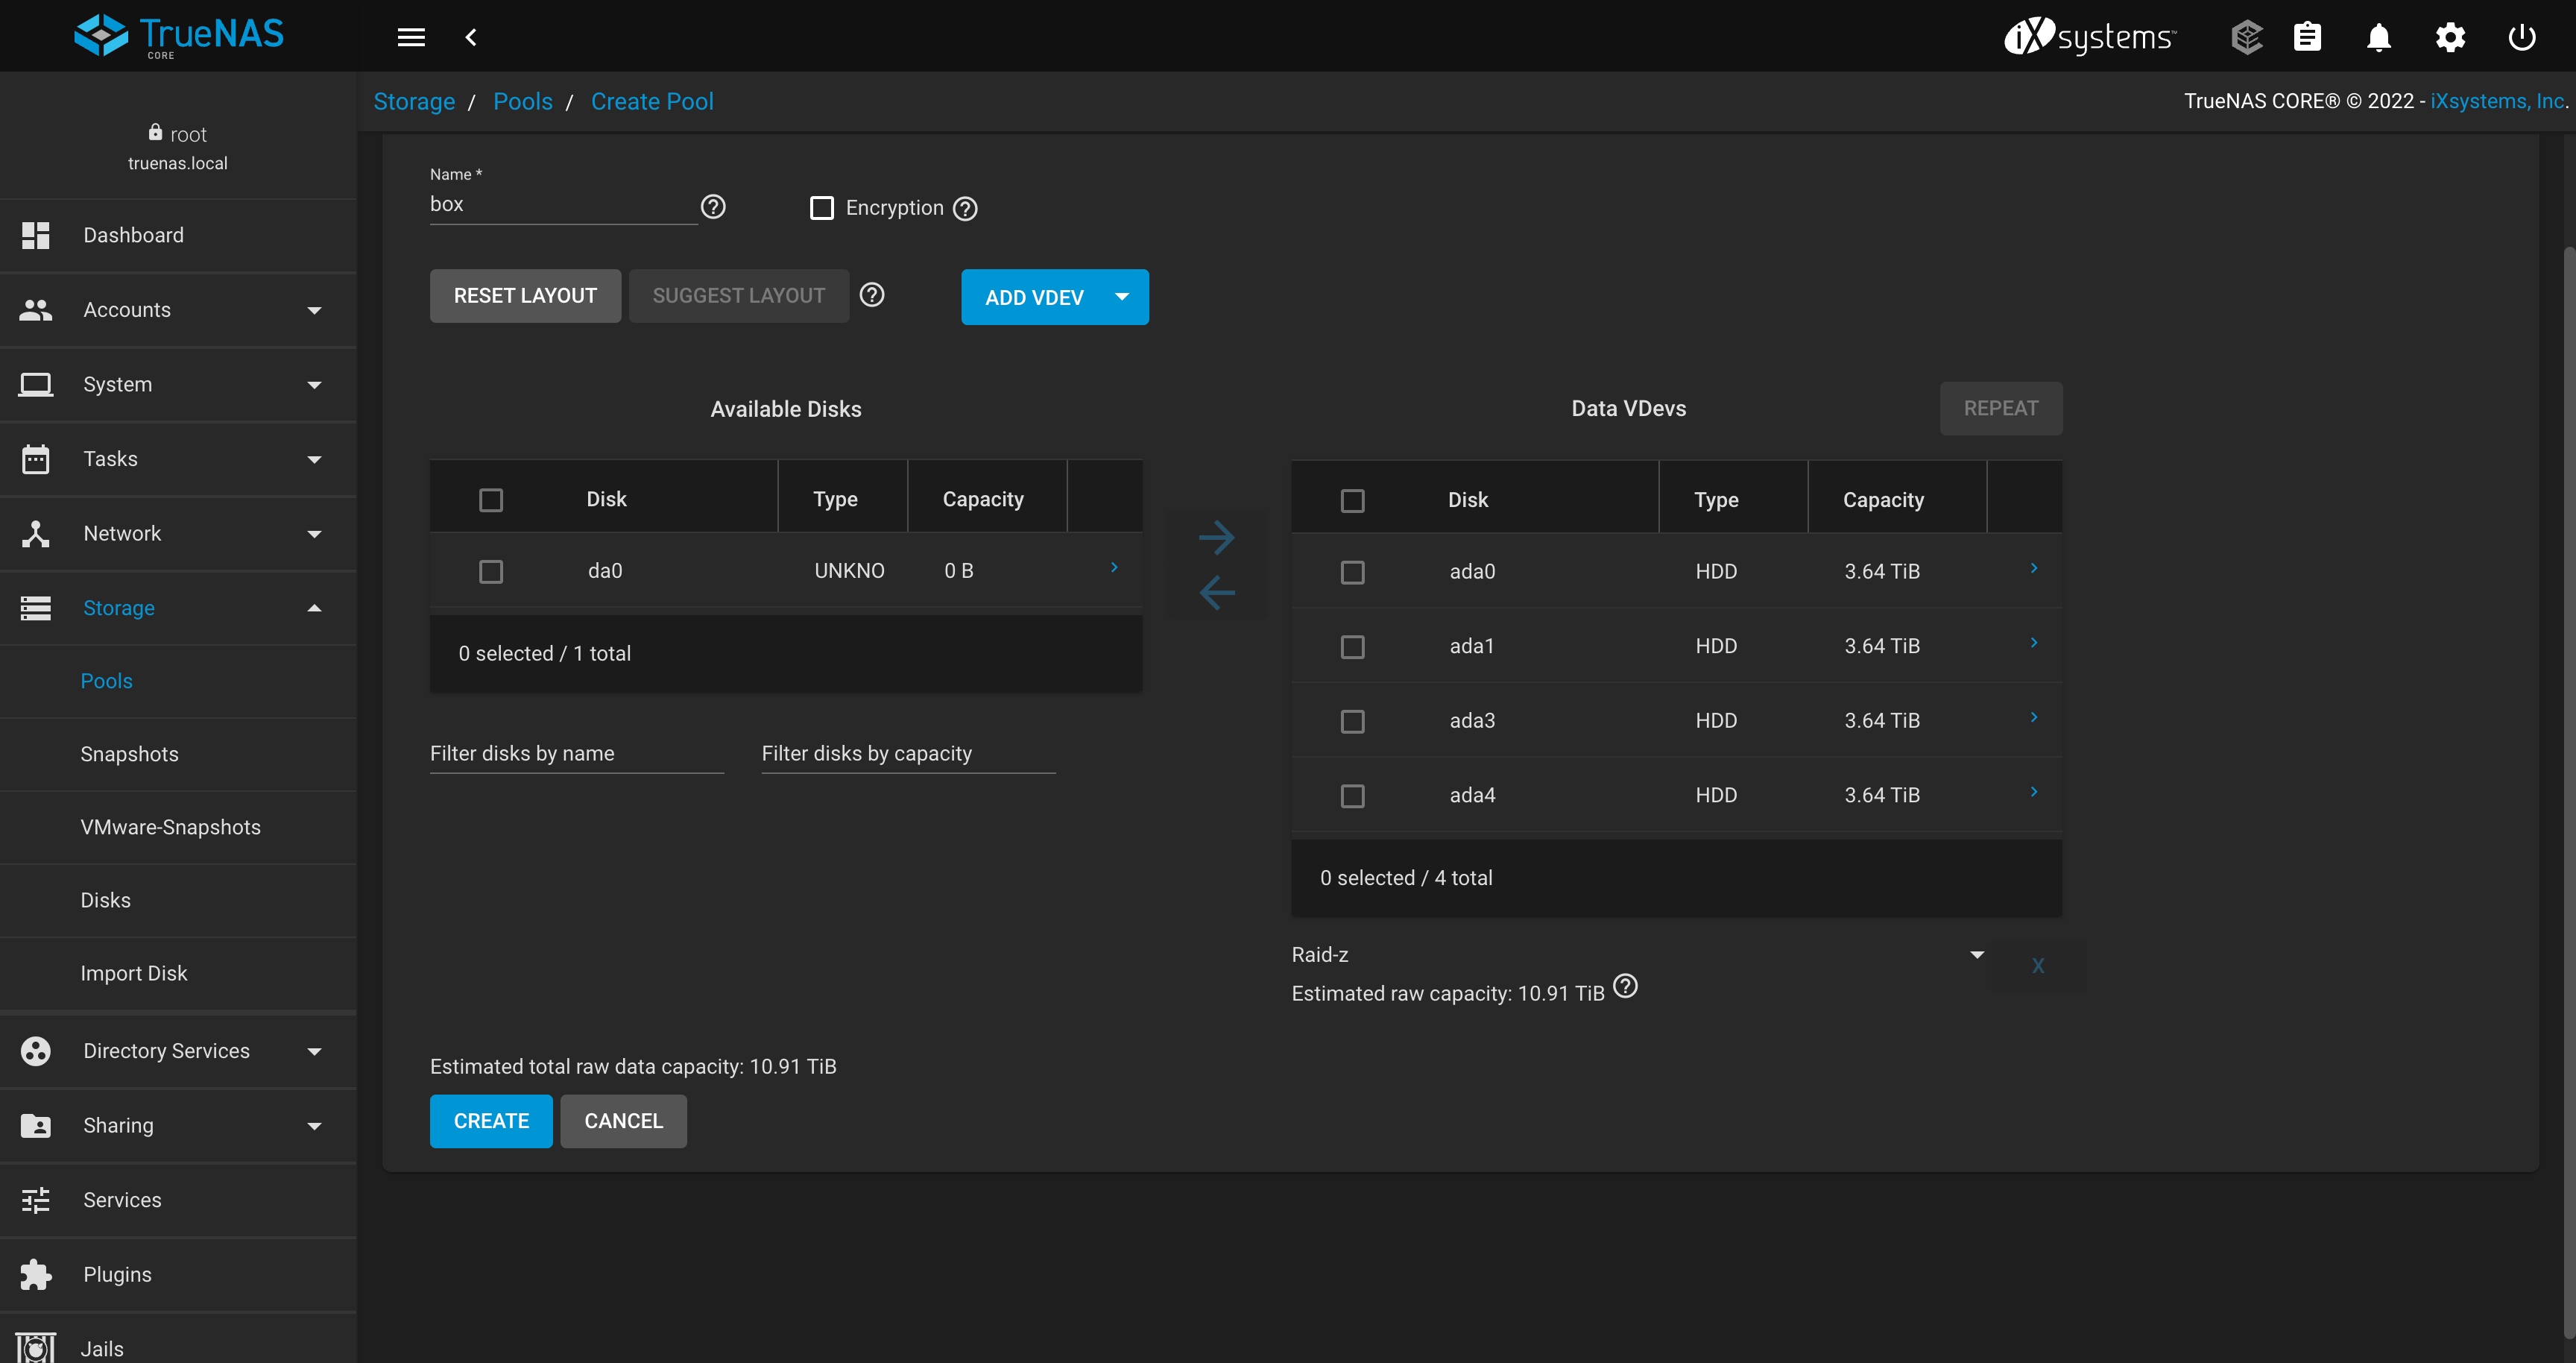 TrueNAS
CORE
iXsystems™
Storage / Pools / Create Pool
TrueNAS CORE® © 2022 - iXsystems, Inc.
root
truenas.local
Dashboard
Accounts
System
Tasks
Network
Storage
Pools
Snapshots
VMware-Snapshots
Disks
Import Disk
Directory Services
Sharing
Services
Plugins
Jails
Name *
box
Encryption
RESET LAYOUT
SUGGEST LAYOUT
ADD VDEV
Available Disks
Disk Type Capacity
da0 UNKNO 0 B
0 selected / 1 total
Filter disks by name
Filter disks by capacity
Data VDevs
REPEAT
Disk Type Capacity
ada0 HDD 3.64 TiB
ada1 HDD 3.64 TiB
ada3 HDD 3.64 TiB
ada4 HDD 3.64 TiB
0 selected / 4 total
Raid-z
X
Estimated raw capacity: 10.91 TiB
Estimated total raw data capacity: 10.91 TiB
CREATE
CANCEL